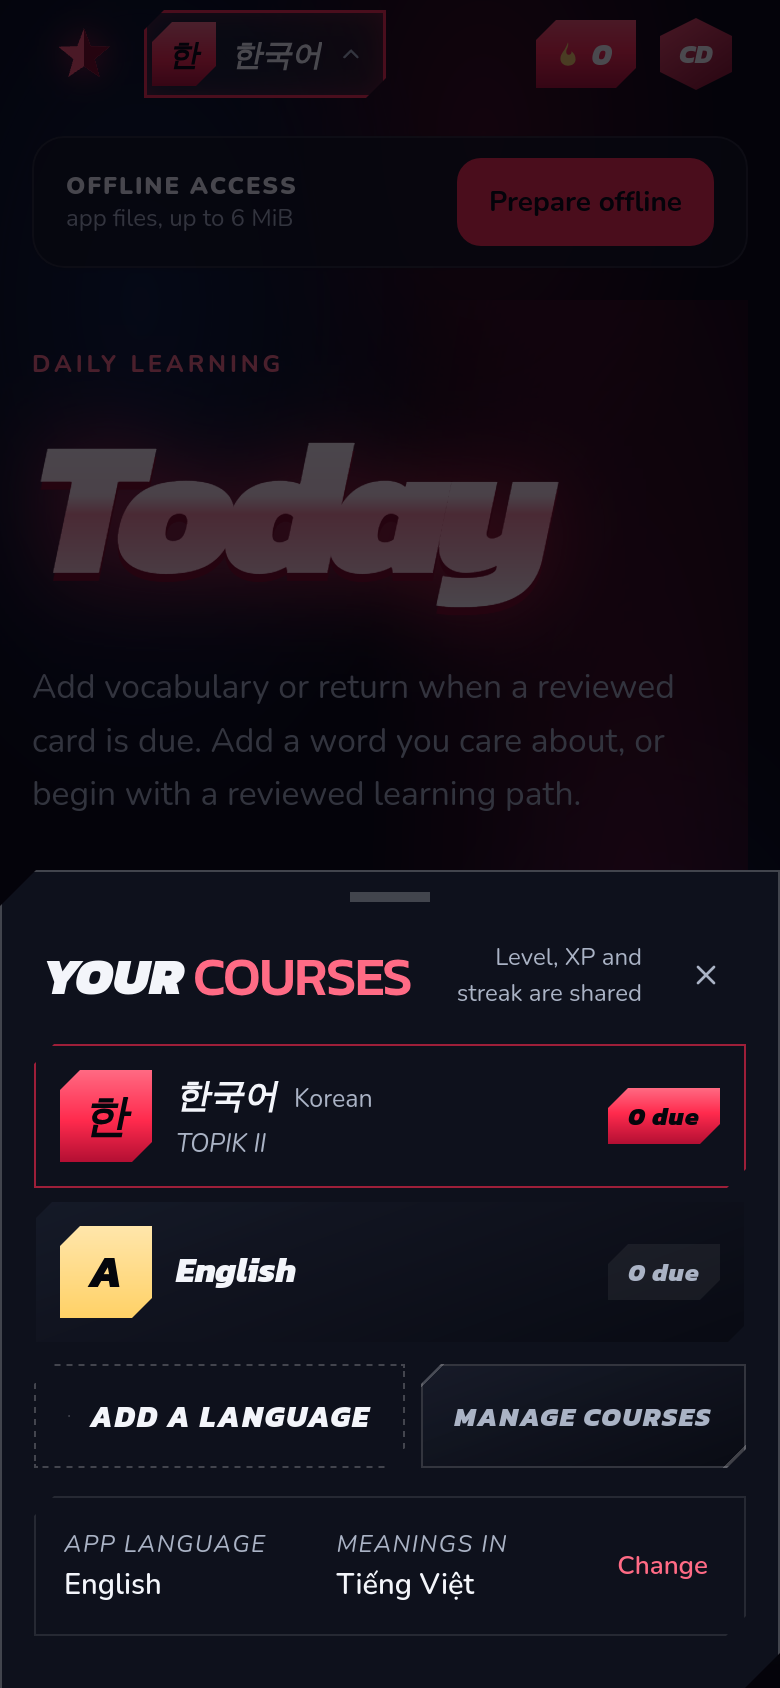 한 한국어 0 CD
OFFLINE ACCESS
app files, up to 6 MiB
Prepare offline
DAILY LEARNING
Today
Add vocabulary or return when a reviewed
card is due. Add a word you care about, or
begin with a reviewed learning path.
YOUR COURSES
Level, XP and
streak are shared
한 한국어 Korean
TOPIK II
0 due
A English
0 due
ADD A LANGUAGE
MANAGE COURSES
APP LANGUAGE
English
MEANINGS IN
Tiếng Việt
Change